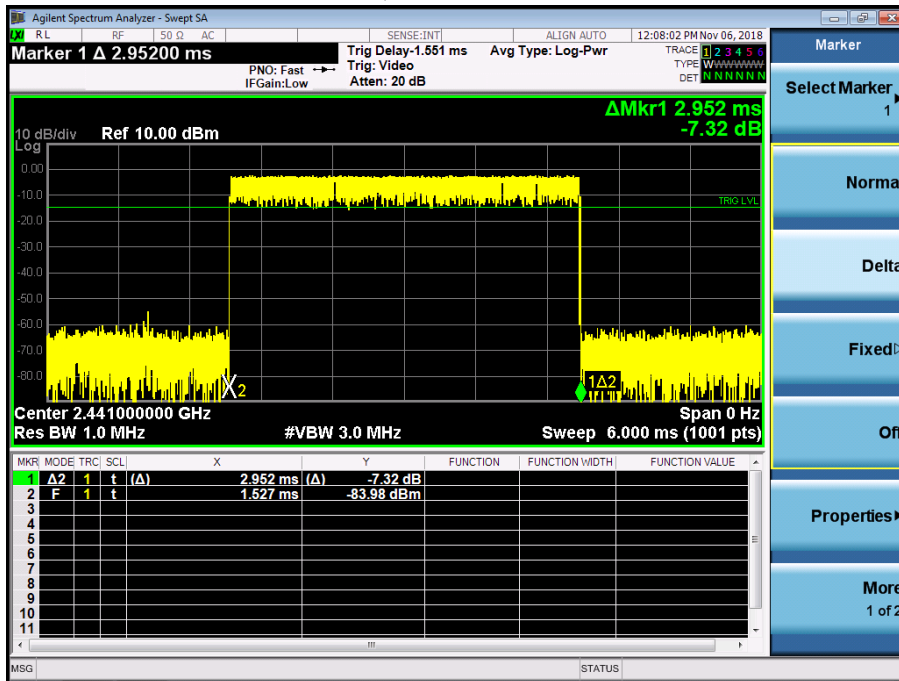 Agilent Spectrum Analyzer - Swept SA
LXI RL RF 50 Ω AC SENSE:INT ALIGN AUTO 12:08:02 PM Nov 06, 2018
Marker 1 Δ 2.95200 ms
PNO: Fast
IFGain:Low
Trig Delay-1.551 ms
Trig: Video
Atten: 20 dB
Avg Type: Log-Pwr
TRACE 1 2 3 4 5 6
TYPE WWWWWW
DET N N N N N N
ΔMkr1 2.952 ms
-7.32 dB
10 dB/div Ref 10.00 dBm
Log
0.00
-10.0
TRIG LVL
-20.0
-30.0
-40.0
-50.0
-60.0
-70.0
-80.0
X2
1Δ2
Center 2.441000000 GHz Span 0 Hz
Res BW 1.0 MHz #VBW 3.0 MHz Sweep 6.000 ms (1001 pts)
MKR MODE TRC SCL X Y FUNCTION FUNCTION WIDTH FUNCTION VALUE
1 Δ2 1 t (Δ) 2.952 ms (Δ) -7.32 dB
2 F 1 t 1.527 ms -83.98 dBm
3
4
5
6
7
8
9
10
11
MSG STATUS
Marker
Select Marker
1
Norma
Delta
Fixed
Off
Properties
More
1 of 2